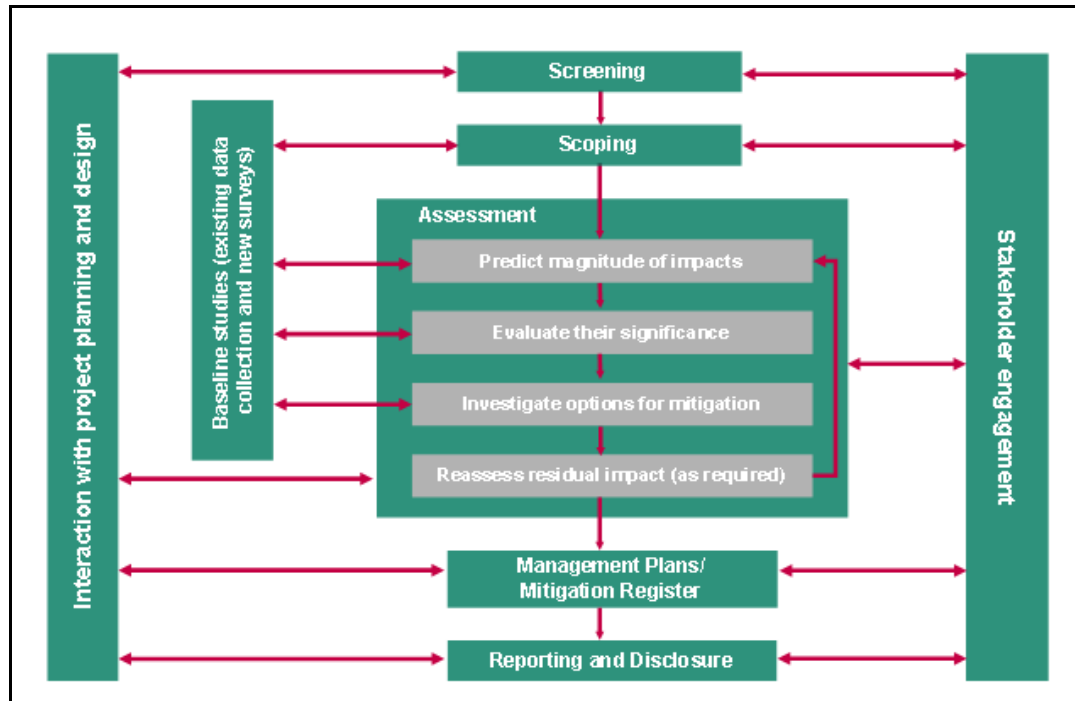 Interaction with project planning and design
Baseline studies (existing data
collection and new surveys)
Screening
Scoping
Assessment
Predict magnitude of impacts
Evaluate their significance
Investigate options for mitigation
Reassess residual impact (as required)
Management Plans/
Mitigation Register
Reporting and Disclosure
Stakeholder engagement